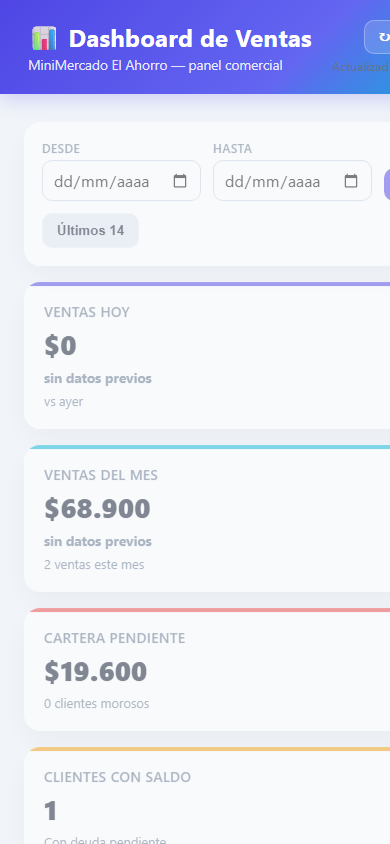 📊 Dashboard de Ventas
MiniMercado El Ahorro — panel comercial
DESDE
HASTA
dd/mm/aaaa
dd/mm/aaaa
Últimos 14
VENTAS HOY
$0
sin datos previos
vs ayer
VENTAS DEL MES
$68.900
sin datos previos
2 ventas este mes
CARTERA PENDIENTE
$19.600
0 clientes morosos
CLIENTES CON SALDO
1
Con deuda pendiente